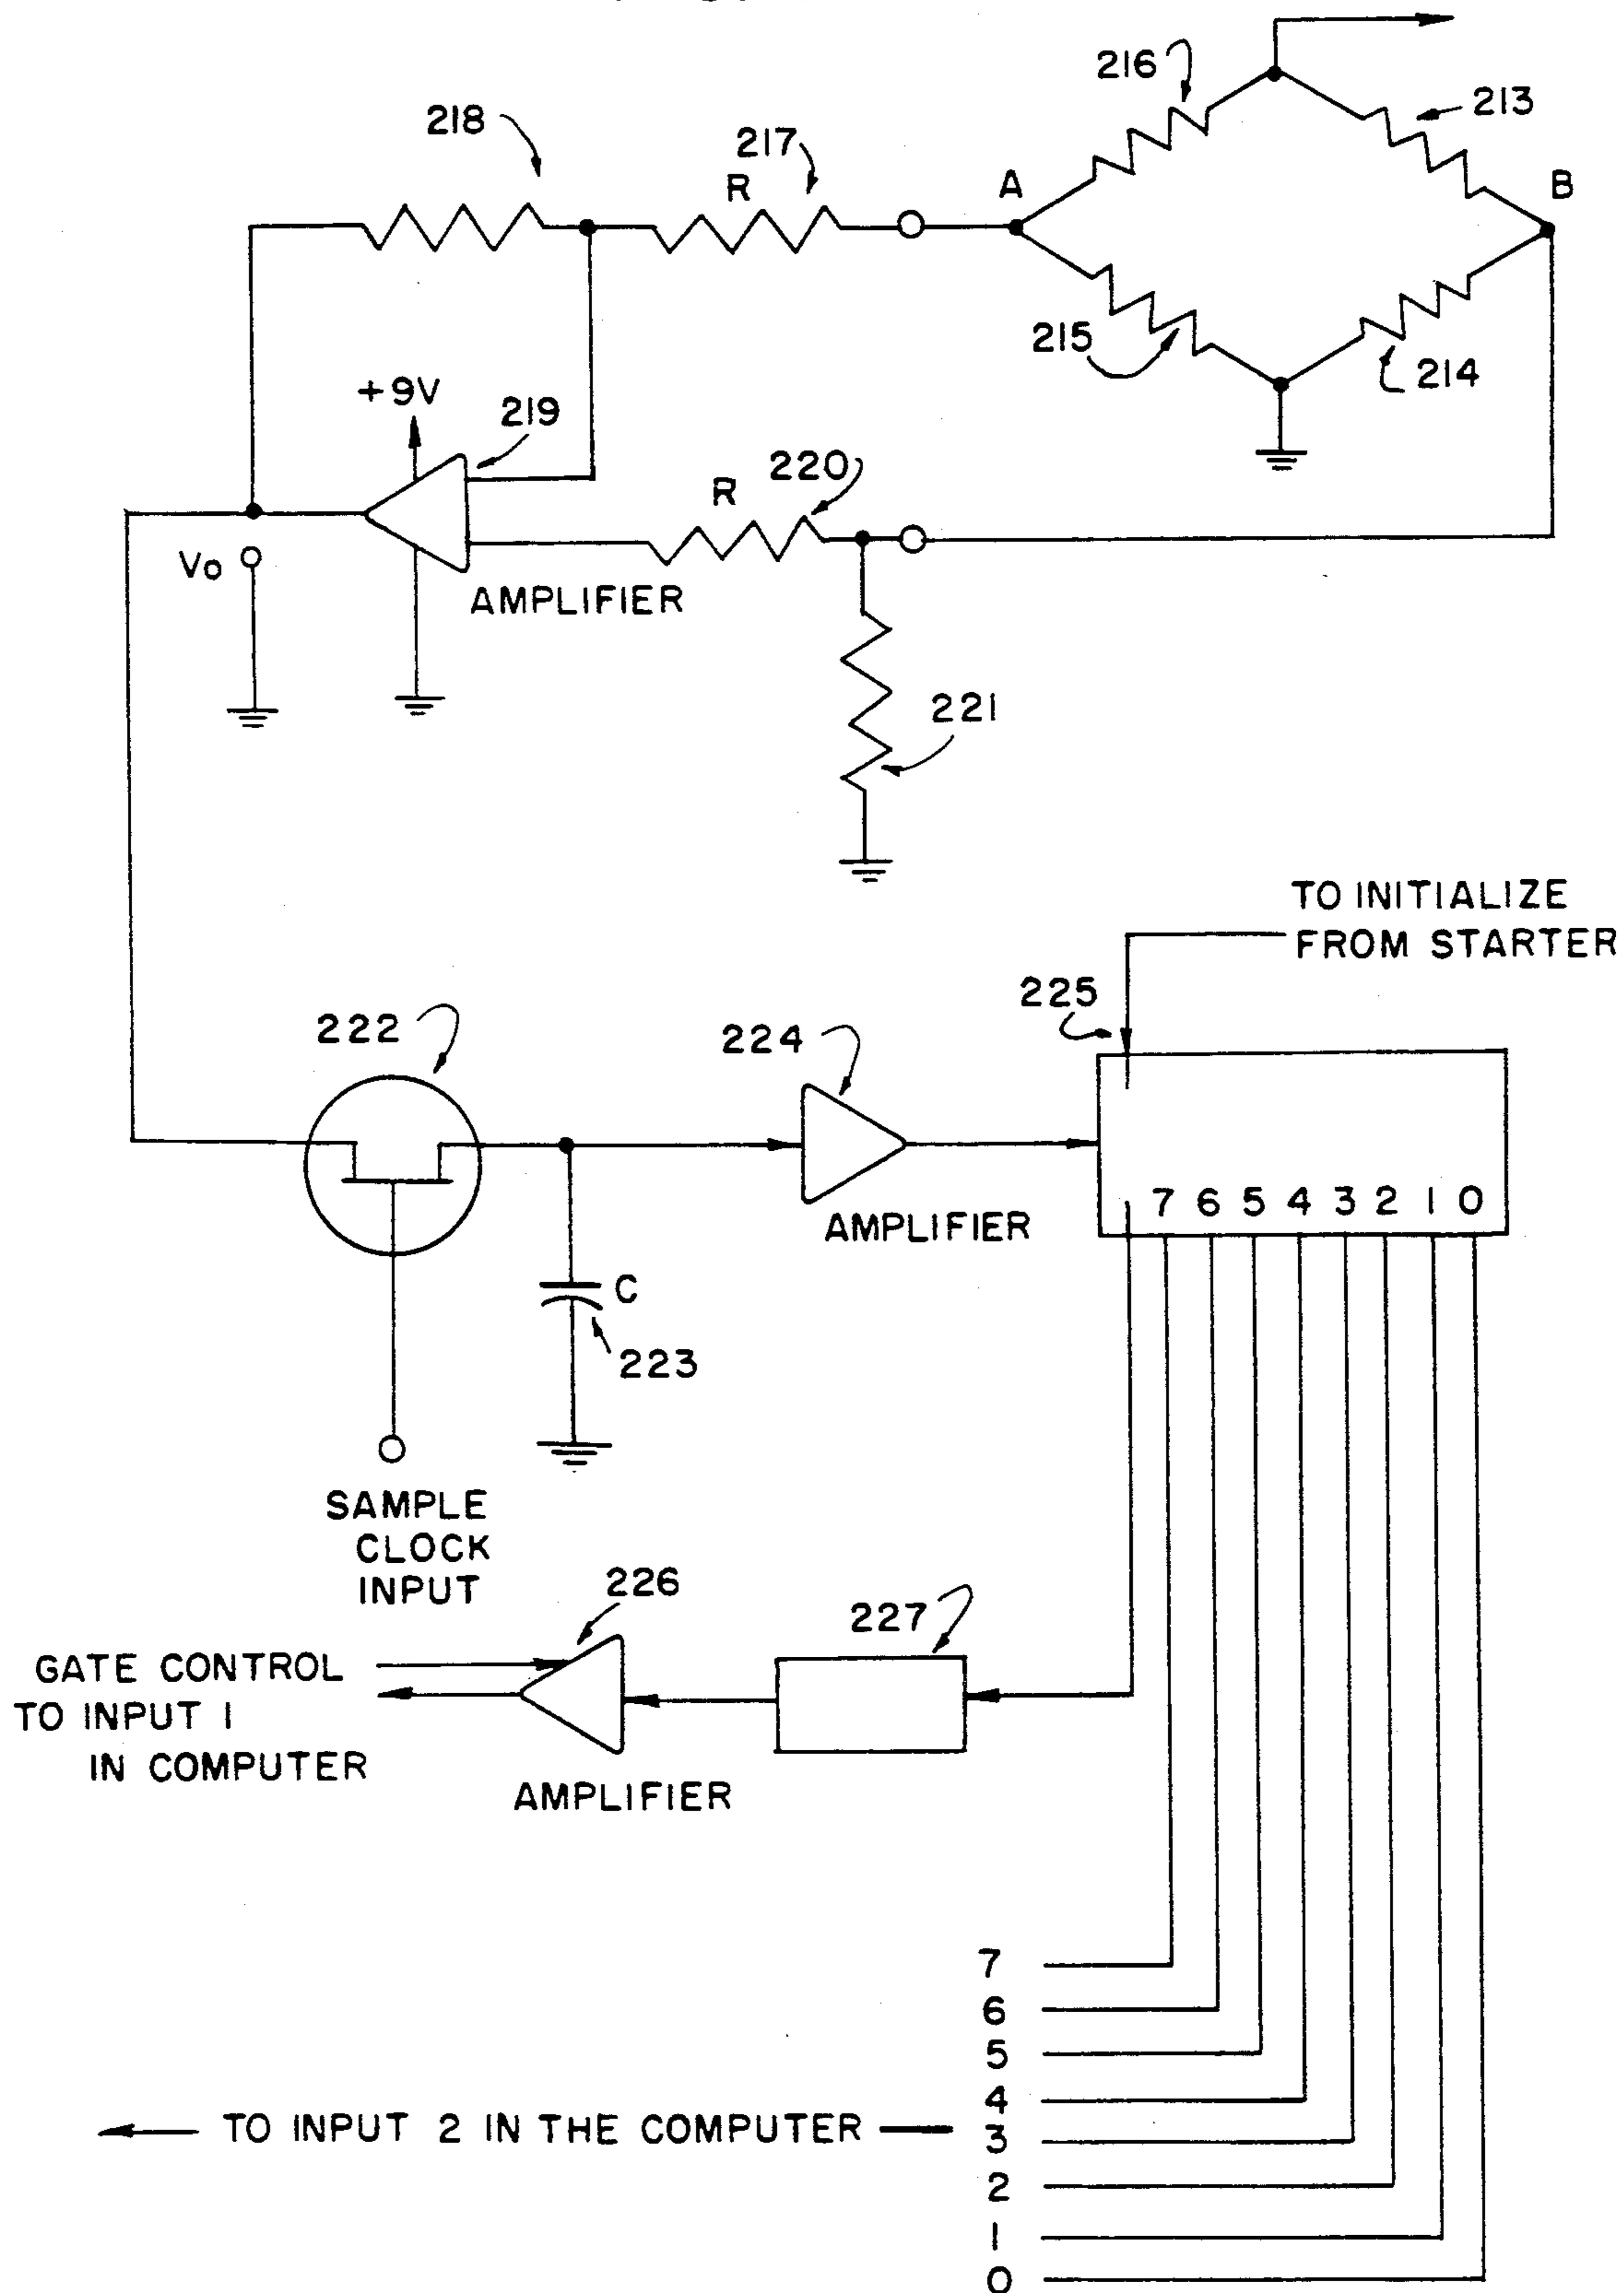 216
213
218
217
R
A
B
215
214
+9V
219
220
R
Vo
AMPLIFIER
221
TO INITIALIZE
FROM STARTER
225
222
224
7 6 5 4 3 2 1 0
AMPLIFIER
C
223
SAMPLE
CLOCK
INPUT
226
227
GATE CONTROL
TO INPUT 1
IN COMPUTER
AMPLIFIER
7
6
5
4
TO INPUT 2 IN THE COMPUTER
3
2
1
0